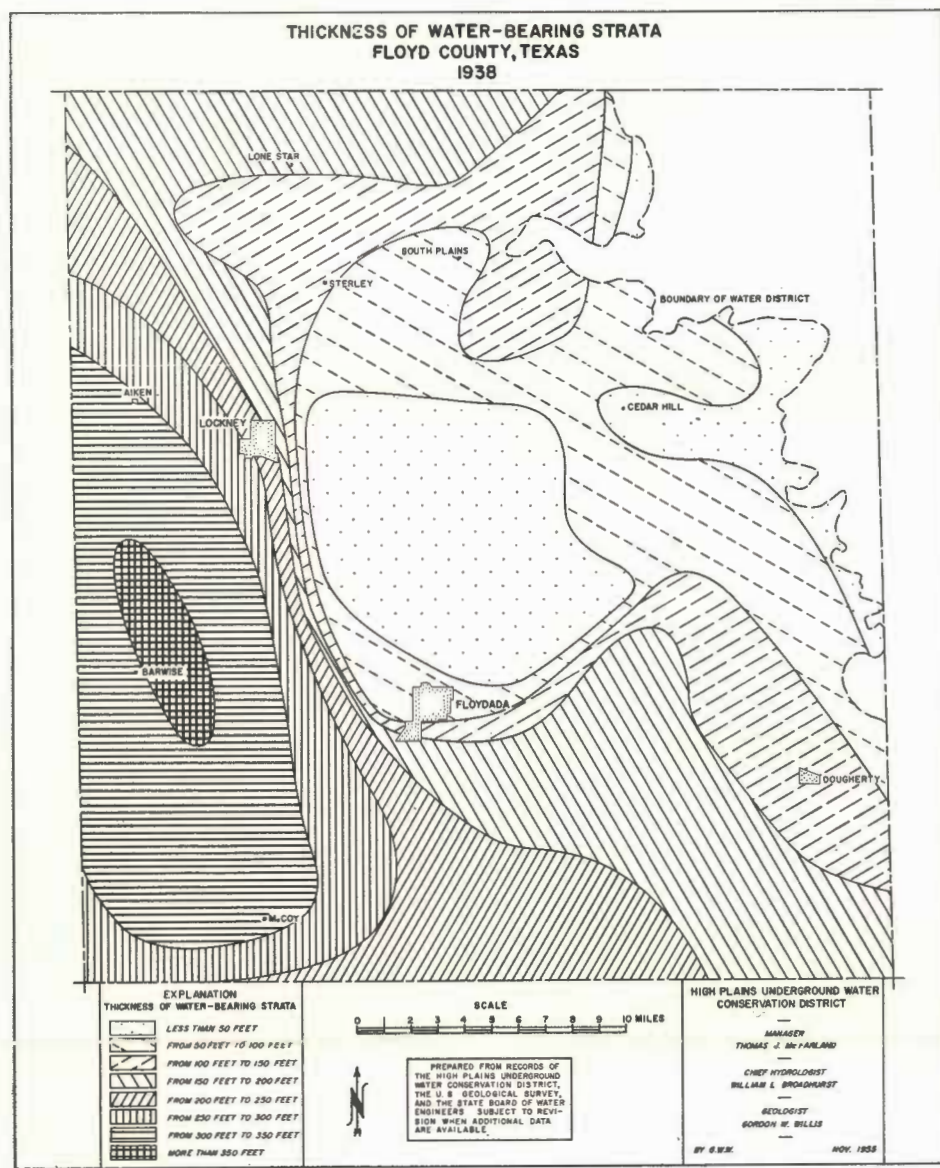 THICKNESS OF WATER-BEARING STRATA
FLOYD COUNTY, TEXAS
1938
LONE STAR
SOUTH PLAINS
STERLEY
BOUNDARY OF WATER DISTRICT
AIKEN
CEDAR HILL
LOCKNEY
BARWISE
FLOYDADA
DOUGHERTY
McCOY
EXPLANATION
THICKNESS OF WATER-BEARING STRATA
LESS THAN 50 FEET
FROM 50 FEET TO 100 FEET
FROM 100 FEET TO 150 FEET
FROM 150 FEET TO 200 FEET
FROM 200 FEET TO 250 FEET
FROM 250 FEET TO 300 FEET
FROM 300 FEET TO 350 FEET
MORE THAN 350 FEET
SCALE
0 1 2 3 4 5 6 7 8 9 10 MILES
N
PREPARED FROM RECORDS OF
THE HIGH PLAINS UNDERGROUND
WATER CONSERVATION DISTRICT,
THE U. S. GEOLOGICAL SURVEY,
AND THE STATE BOARD OF WATER
ENGINEERS SUBJECT TO REVI-
SION WHEN ADDITIONAL DATA
ARE AVAILABLE
HIGH PLAINS UNDERGROUND WATER
CONSERVATION DISTRICT
MANAGER
THOMAS J. McFARLAND
CHIEF HYDROLOGIST
WILLIAM L. BROADHURST
GEOLOGIST
GORDON W. WILLIS
BY G.W.W. NOV. 1955